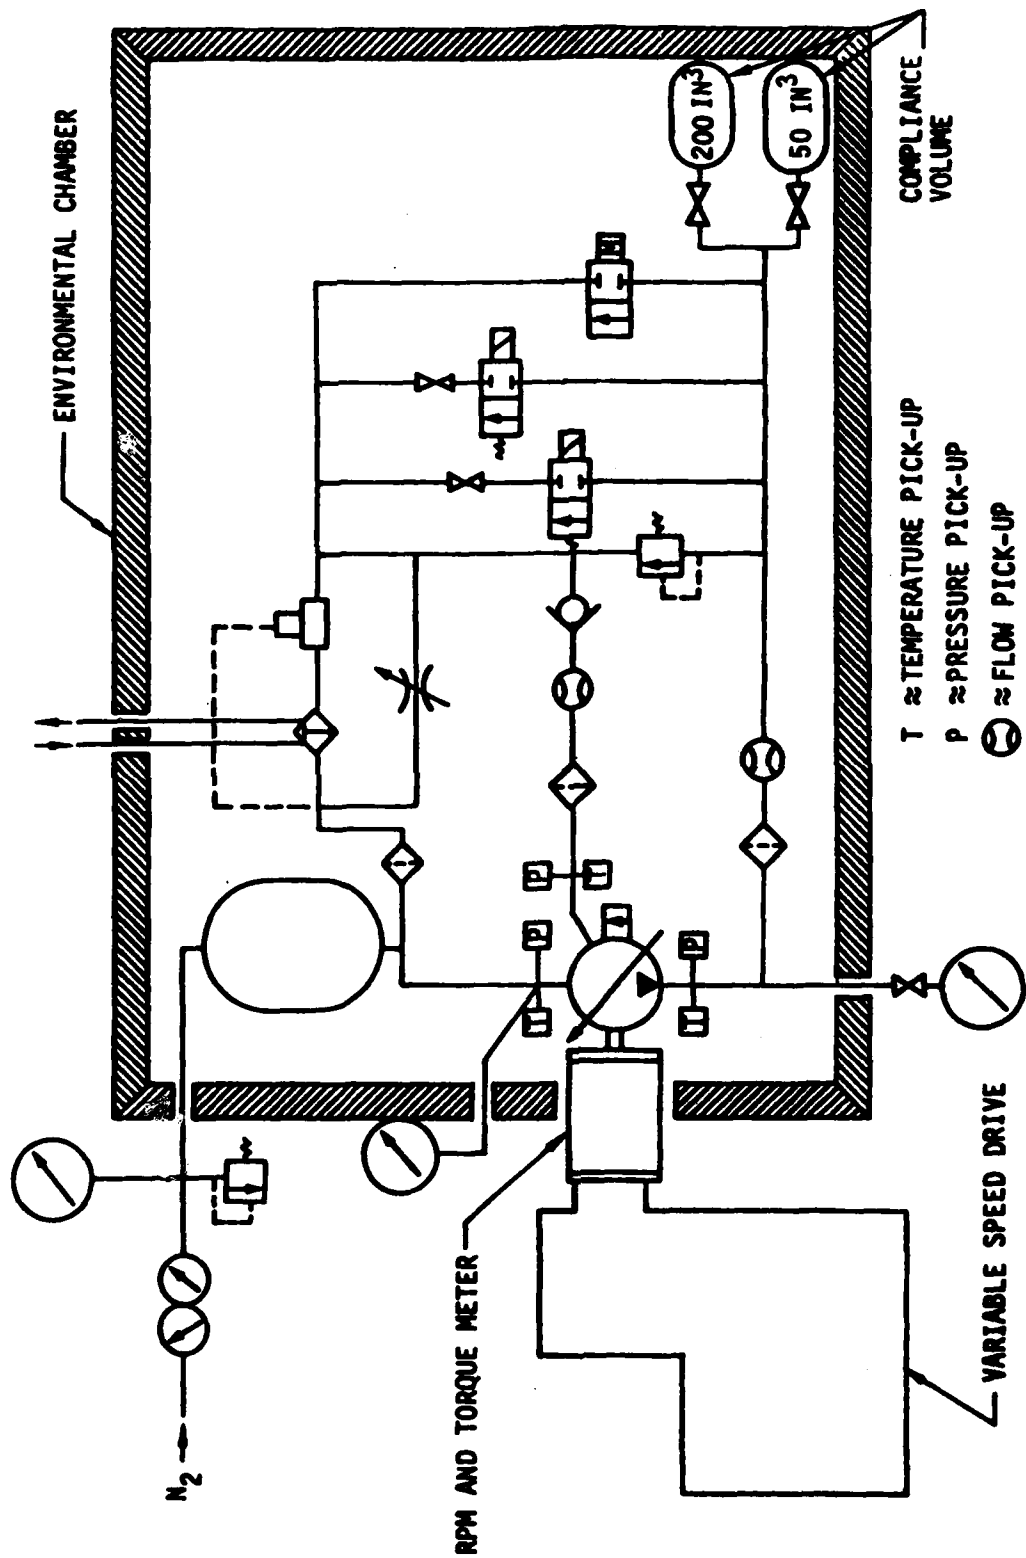 ENVIRONMENTAL CHAMBER
200 IN³
50 IN³
COMPLIANCE
VOLUME
M
P
T
P
T
P
T
T ≈ TEMPERATURE PICK-UP
P ≈ PRESSURE PICK-UP
≈ FLOW PICK-UP
N₂
RPM AND TORQUE METER
VARIABLE SPEED DRIVE